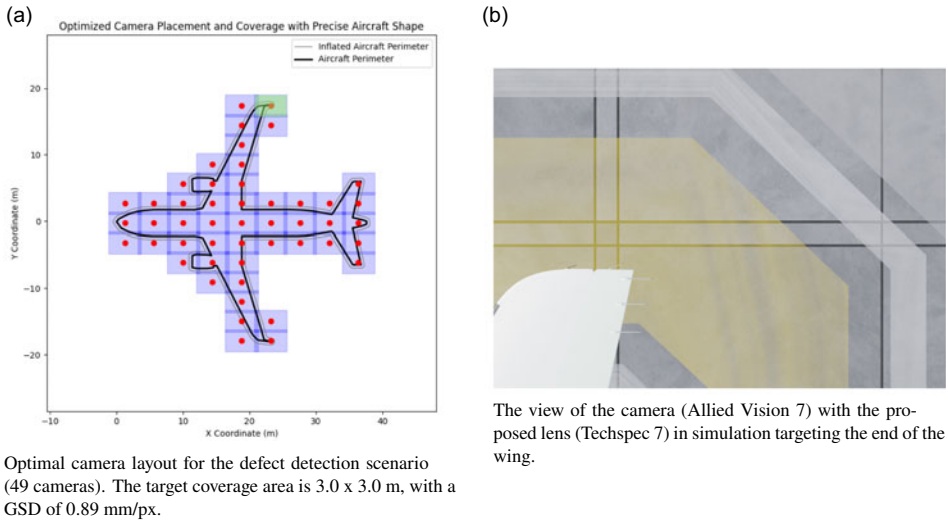 (a)
Optimized Camera Placement and Coverage with Precise Aircraft Shape
Inflated Aircraft Perimeter
Aircraft Perimeter
Y Coordinate (m)
20
10
0
−10
−20
−10 0 10 20 30 40
X Coordinate (m)
Optimal camera layout for the defect detection scenario
(49 cameras). The target coverage area is 3.0 x 3.0 m, with a
GSD of 0.89 mm/px.
(b)
The view of the camera (Allied Vision 7) with the pro-
posed lens (Techspec 7) in simulation targeting the end of the
wing.